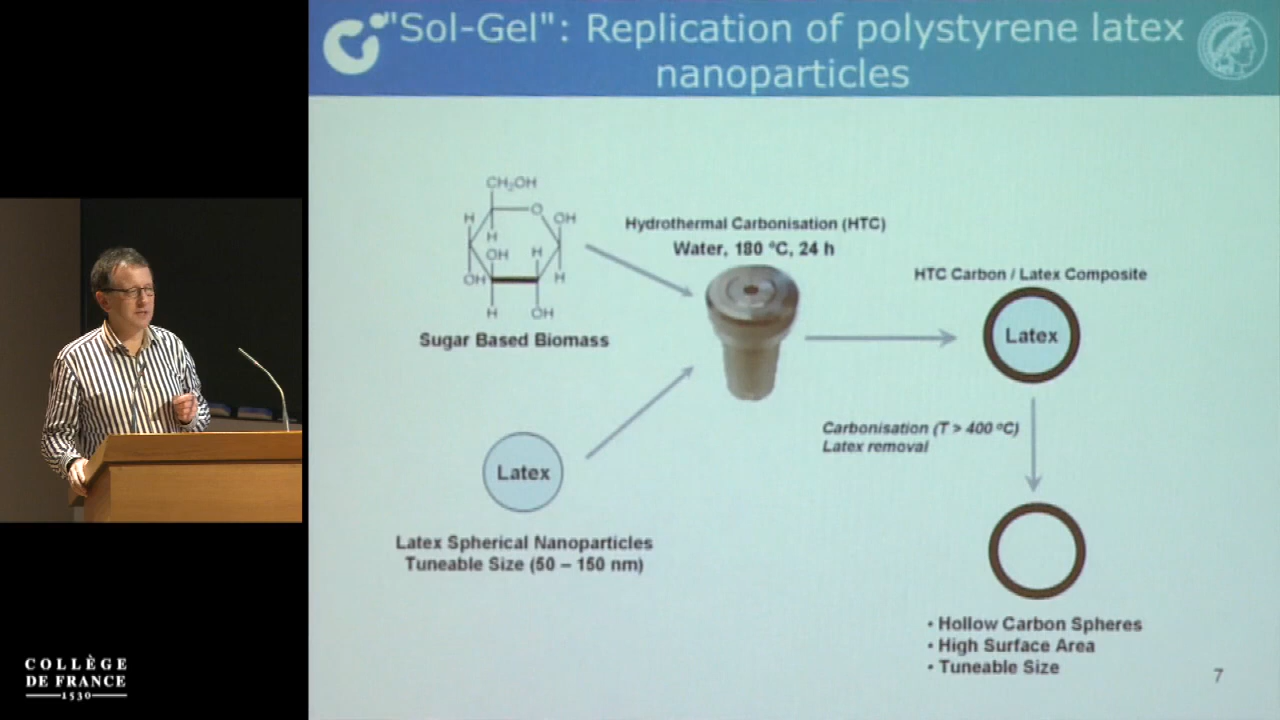 "Sol-Gel": Replication of polystyrene latex
nanoparticles
CH₂OH
O
H
OH
H
OH
H
OH
H
H
OH
Sugar Based Biomass
Hydrothermal Carbonisation (HTC)
Water, 180 ºC, 24 h
HTC Carbon / Latex Composite
Latex
Carbonisation (T > 400 ºC)
Latex removal
Latex
Latex Spherical Nanoparticles
Tuneable Size (50 – 150 nm)
• Hollow Carbon Spheres
• High Surface Area
• Tuneable Size
7
COLLÈGE
DE FRANCE
1530